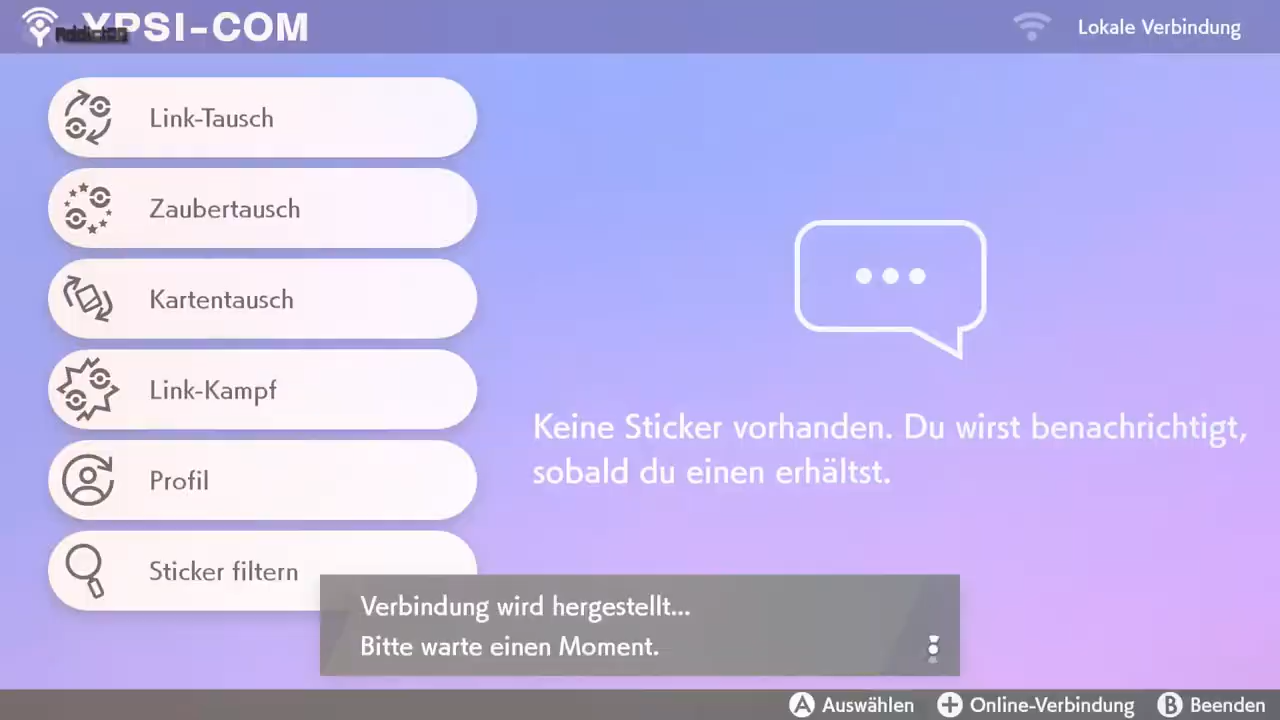 YPSI-COM
Lokale Verbindung
Link-Tausch
Zaubertausch
Kartentausch
Link-Kampf
Profil
Sticker filtern
Keine Sticker vorhanden. Du wirst benachrichtigt,
sobald du einen erhältst.
Verbindung wird hergestellt...
Bitte warte einen Moment.
A Auswählen + Online-Verbindung B Beenden